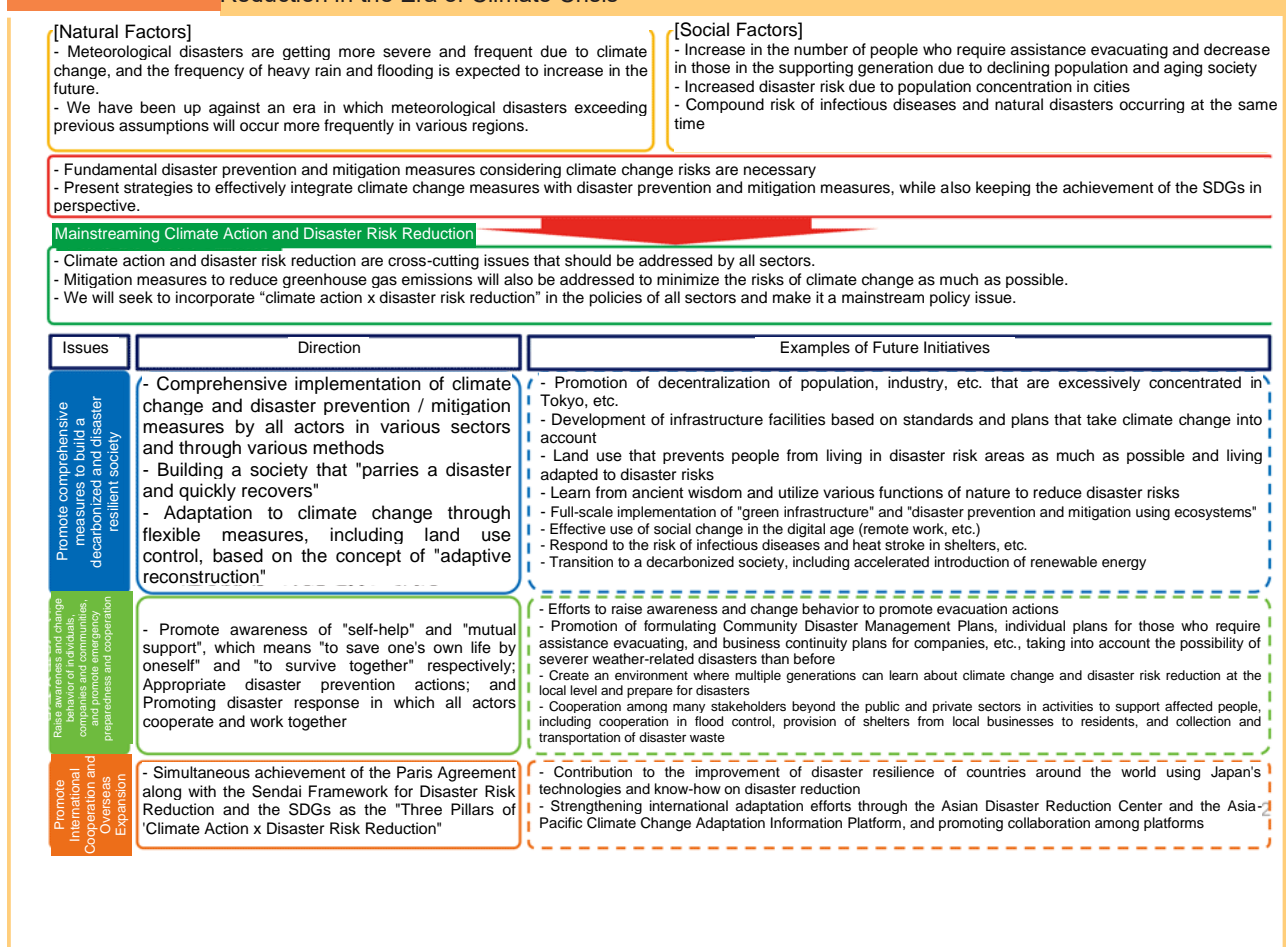 Reduction in the Era of Climate Crisis
[Natural Factors]
- Meteorological disasters are getting more severe and frequent due to climate
change, and the frequency of heavy rain and flooding is expected to increase in the
future.
- We have been up against an era in which meteorological disasters exceeding
previous assumptions will occur more frequently in various regions.
[Social Factors]
- Increase in the number of people who require assistance evacuating and decrease
in those in the supporting generation due to declining population and aging society
- Increased disaster risk due to population concentration in cities
- Compound risk of infectious diseases and natural disasters occurring at the same
time
- Fundamental disaster prevention and mitigation measures considering climate change risks are necessary
- Present strategies to effectively integrate climate change measures with disaster prevention and mitigation measures, while also keeping the achievement of the SDGs in
perspective.
Mainstreaming Climate Action and Disaster Risk Reduction
- Climate action and disaster risk reduction are cross-cutting issues that should be addressed by all sectors.
- Mitigation measures to reduce greenhouse gas emissions will also be addressed to minimize the risks of climate change as much as possible.
- We will seek to incorporate “climate action x disaster risk reduction” in the policies of all sectors and make it a mainstream policy issue.
Issues
Direction
Examples of Future Initiatives
Promote comprehensive
measures to build a
decarbonized and disaster
resilient society
- Comprehensive implementation of climate
change and disaster prevention / mitigation
measures by all actors in various sectors
and through various methods
- Building a society that "parries a disaster
and quickly recovers"
- Adaptation to climate change through
flexible measures, including land use
control, based on the concept of "adaptive
reconstruction"
- Promotion of decentralization of population, industry, etc. that are excessively concentrated in
Tokyo, etc.
- Development of infrastructure facilities based on standards and plans that take climate change into
account
- Land use that prevents people from living in disaster risk areas as much as possible and living
adapted to disaster risks
- Learn from ancient wisdom and utilize various functions of nature to reduce disaster risks
- Full-scale implementation of "green infrastructure" and "disaster prevention and mitigation using ecosystems"
- Effective use of social change in the digital age (remote work, etc.)
- Respond to the risk of infectious diseases and heat stroke in shelters, etc.
- Transition to a decarbonized society, including accelerated introduction of renewable energy
Raise awareness and change
behavior of individuals,
companies and communities,
and promote emergency
preparedness and cooperation
- Promote awareness of "self-help" and "mutual
support", which means "to save one's own life by
oneself" and "to survive together" respectively;
Appropriate disaster prevention actions; and
Promoting disaster response in which all actors
cooperate and work together
- Efforts to raise awareness and change behavior to promote evacuation actions
- Promotion of formulating Community Disaster Management Plans, individual plans for those who require
assistance evacuating, and business continuity plans for companies, etc., taking into account the possibility of
severer weather-related disasters than before
- Create an environment where multiple generations can learn about climate change and disaster risk reduction at the
local level and prepare for disasters
- Cooperation among many stakeholders beyond the public and private sectors in activities to support affected people,
including cooperation in flood control, provision of shelters from local businesses to residents, and collection and
transportation of disaster waste
Promote
International
Cooperation and
Overseas
Expansion
- Simultaneous achievement of the Paris Agreement
along with the Sendai Framework for Disaster Risk
Reduction and the SDGs as the "Three Pillars of
'Climate Action x Disaster Risk Reduction"
- Contribution to the improvement of disaster resilience of countries around the world using Japan's
technologies and know-how on disaster reduction
- Strengthening international adaptation efforts through the Asian Disaster Reduction Center and the Asia-
Pacific Climate Change Adaptation Information Platform, and promoting collaboration among platforms
2